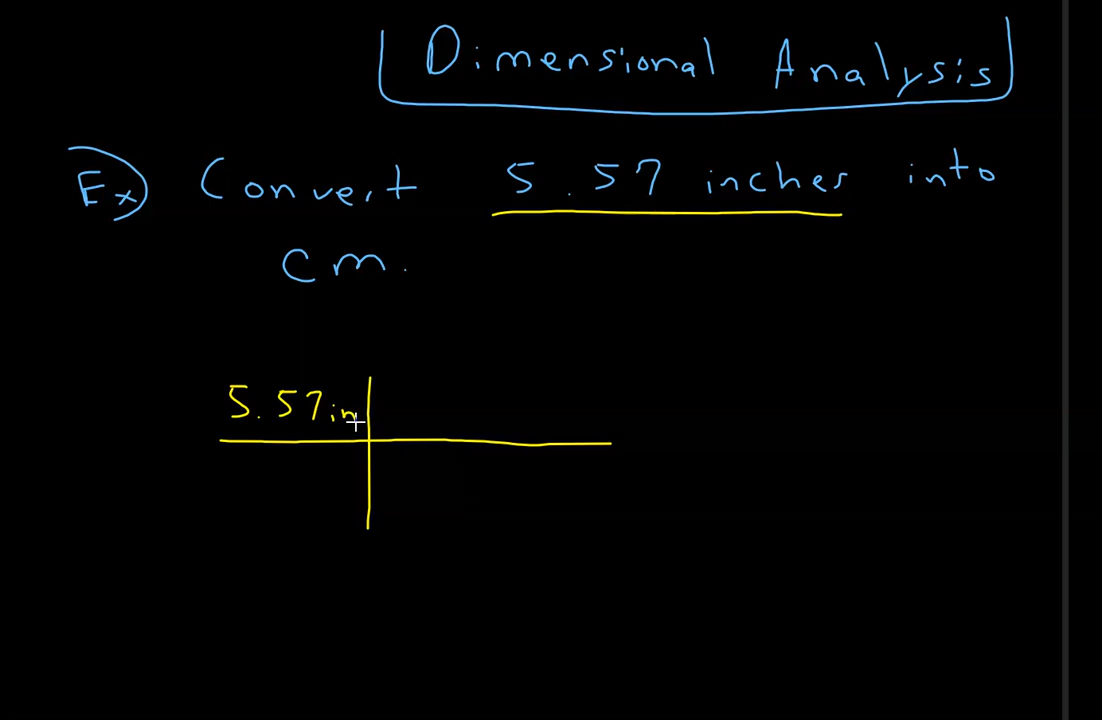 Dimensional Analysis
Ex) Convert 5.57 inches into
cm.
5.57in